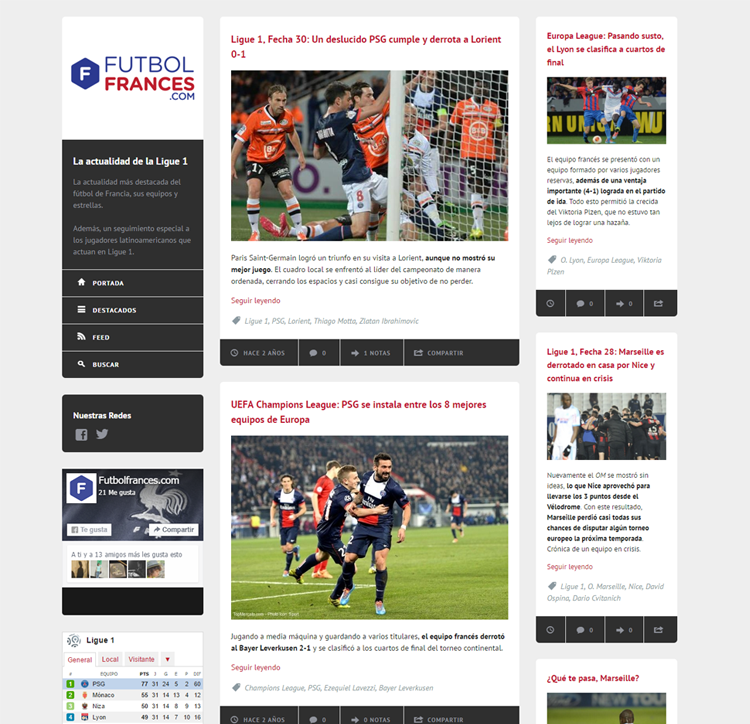 FUTBOL
FRANCES
.COM
La actualidad de la Ligue 1
La actualidad más destacada del
fútbol de Francia, sus equipos y
estrellas.
Además, un seguimiento especial a
los jugadores latinoamericanos que
actuan en Ligue 1.
PORTADA
DESTACADOS
FEED
BUSCAR
Nuestras Redes
Futbolfrances.com
21 Me gusta
Te gusta
Compartir
A ti y a 13 amigos más les gusta esto
Ligue 1
General Local Visitante
# EQUIPO PTS J G E P DIF
1 PSG 77 31 24 5 2 60
2 Mónaco 55 31 14 13 4 12
3 Niza 50 31 14 8 9 13
4 Lyon 49 31 14 7 10 16
Ligue 1, Fecha 30: Un deslucido PSG cumple y derrota a Lorient
0-1
Paris Saint-Germain logró un triunfo en su visita a Lorient, aunque no mostró su
mejor juego. El cuadro local se enfrentó al líder del campeonato de manera
ordenada, cerrando los espacios y casi consigue su objetivo de no perder.
Seguir leyendo
Ligue 1, PSG, Lorient, Thiago Motta, Zlatan Ibrahimovic
HACE 2 AÑOS 0 1 NOTAS COMPARTIR
UEFA Champions League: PSG se instala entre los 8 mejores
equipos de Europa
Jugando a media máquina y guardando a varios titulares, el equipo francés derrotó
al Bayer Leverkusen 2-1 y se clasificó a los cuartos de final del torneo continental.
Seguir leyendo
Champions League, PSG, Ezequiel Lavezzi, Bayer Leverkusen
HACE 2 AÑOS 0 0 NOTAS COMPARTIR
Europa League: Pasando susto,
el Lyon se clasifica a cuartos de
final
El equipo francés se presentó con un
equipo formado por varios jugadores
reservas, además de una ventaja
importante (4-1) lograda en el partido
de ida. Todo esto permitió la crecida
del Viktoria Plzen, que no estuvo tan
lejos de lograr una hazaña.
Seguir leyendo
O. Lyon, Europa League, Viktoria
Plzen
0 0
Ligue 1, Fecha 28: Marseille es
derrotado en casa por Nice y
continua en crisis
Nuevamente el OM se mostró sin
ideas, lo que Nice aprovechó para
llevarse los 3 puntos desde el
Vélodrome. Con este resultado,
Marseille perdió casi todas sus
chances de disputar algún torneo
europeo la próxima temporada.
Crónica de un equipo en crisis.
Seguir leyendo
Ligue 1, O. Marseille, Nice, David
Ospina, Dario Cvitanich
0 0
¿Qué te pasa, Marseille?